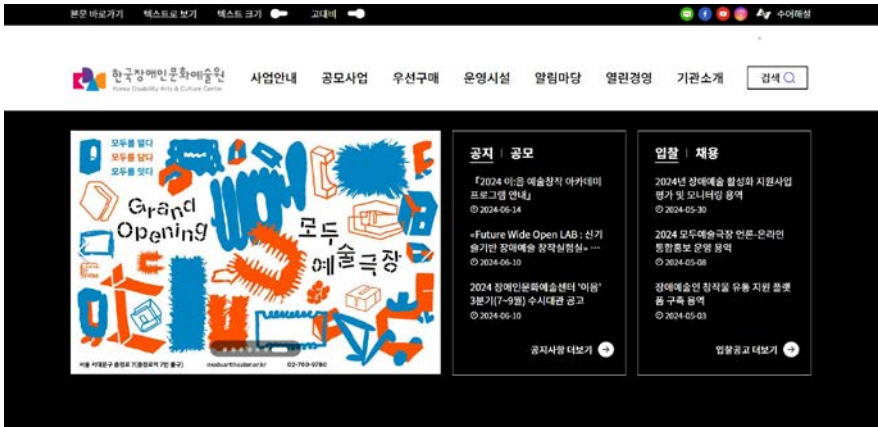 본문 바로가기 텍스트로 보기 텍스트 크기 고대비 수어해설
한국장애인문화예술원
Korea Disability Arts & Culture Center
사업안내 공모사업 우선구매 운영시설 알림마당 열린경영 기관소개 검색
모두를 열다
모두를 담다
모두를 잇다
Grand
Opening
모두
예술극장
서울 서대문구 충정로 7(충정로역 7번 출구) moduarttheater.or.kr 02-760-9780
공지 공모
「2024 이:음 예술창작 아카데미
프로그램 안내」
2024-06-14
«Future Wide Open LAB : 신기
술기반 장애예술 창작실험실» …
2024-06-10
2024 장애인문화예술센터 '이음'
3분기(7~9월) 수시대관 공고
2024-06-10
공지사항 더보기
입찰 채용
2024년 장애예술 활성화 지원사업
평가 및 모니터링 용역
2024-05-30
2024 모두예술극장 언론·온라인
통합홍보 운영 용역
2024-05-08
장애예술인 창작물 유통 지원 플랫
폼 구축 용역
2024-05-03
입찰공고 더보기